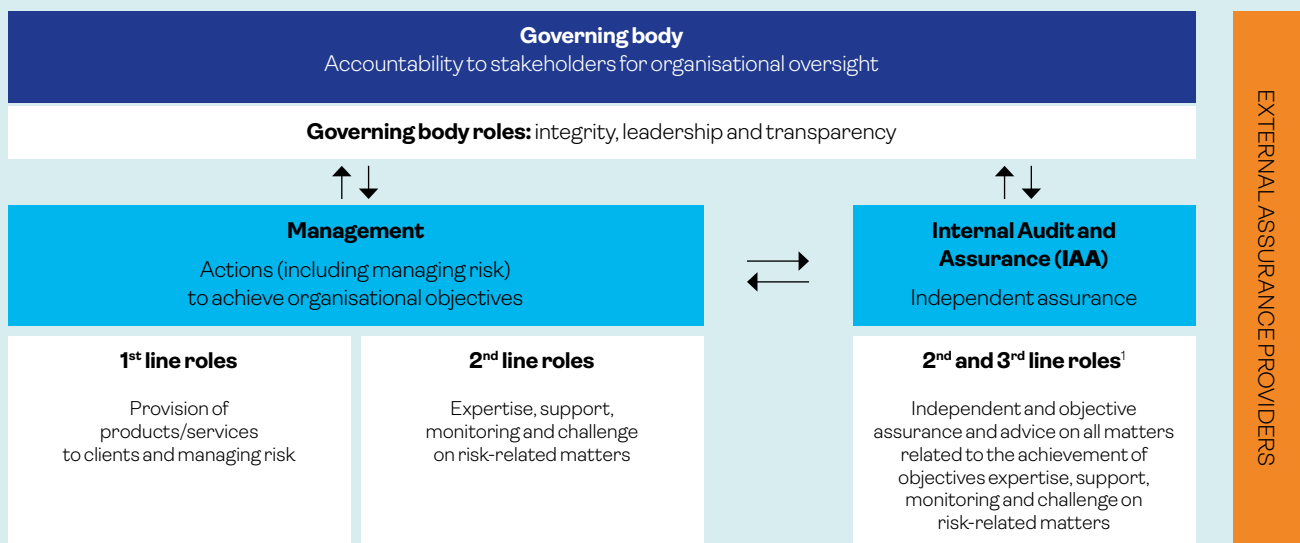 Governing body
Accountability to stakeholders for organisational oversight
Governing body roles: integrity, leadership and transparency
Management
Actions (including managing risk)
to achieve organisational objectives
Internal Audit and
Assurance (IAA)
Independent assurance
1st line roles
Provision of
products/services
to clients and managing risk
2nd line roles
Expertise, support,
monitoring and challenge
on risk-related matters
2nd and 3rd line roles1
Independent and objective
assurance and advice on all matters
related to the achievement of
objectives expertise, support,
monitoring and challenge on
risk-related matters
EXTERNAL ASSURANCE PROVIDERS